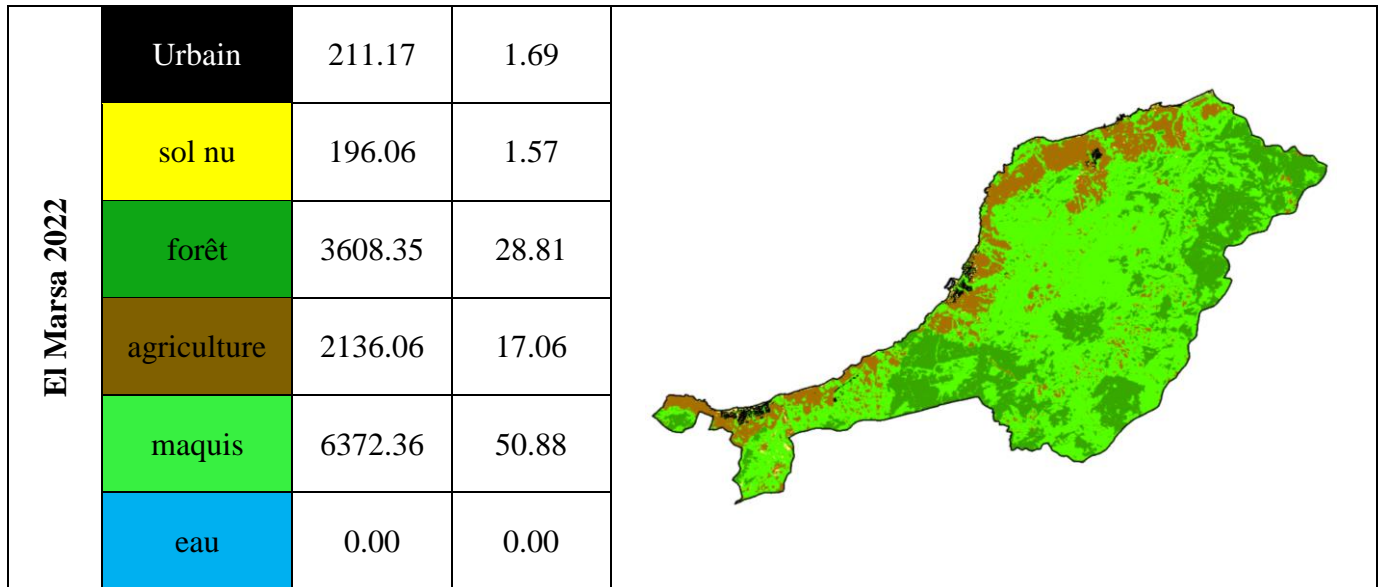 El Marsa 2022
Urbain 211.17 1.69
sol nu 196.06 1.57
forêt 3608.35 28.81
agriculture 2136.06 17.06
maquis 6372.36 50.88
eau 0.00 0.00